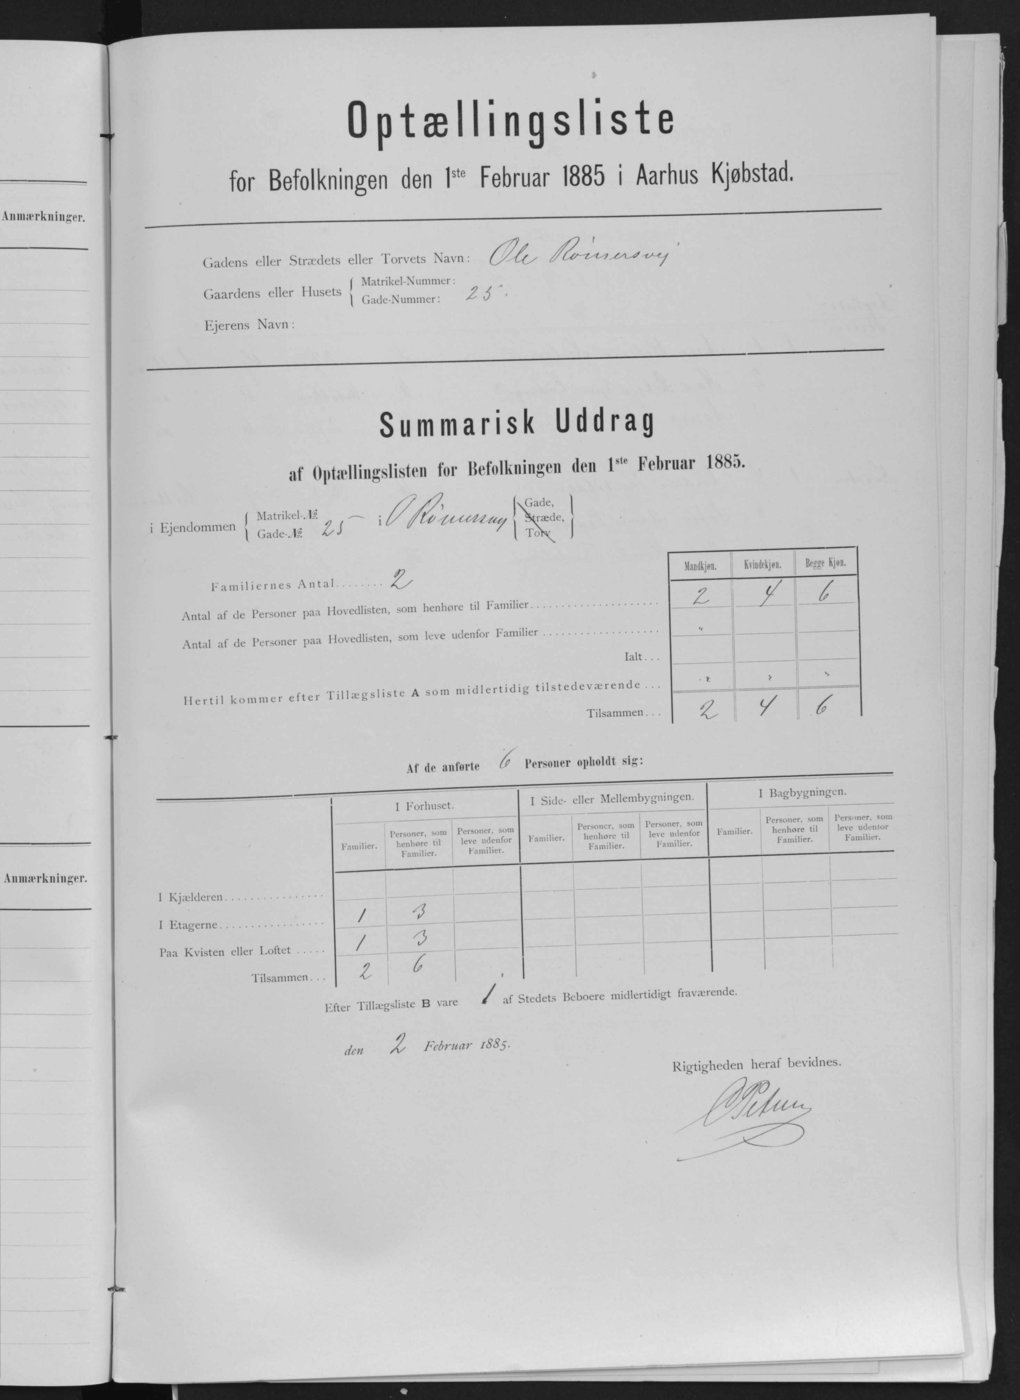 Anmærkninger.
Anmærkninger.
Optællingsliste
for Befolkningen den 1ste Februar 1885 i Aarhus Kjøbstad.
Gadens eller Strædets eller Torvets Navn: Ole Rømersvej
Gaardens eller Husets { Matrikel-Nummer:
Gade-Nummer: 25.
Ejerens Navn:
Summarisk Uddrag
af Optællingslisten for Befolkningen den 1ste Februar 1885.
i Ejendommen { Matrikel-№ Gade-№ 25 i O Rømersvej { Gade, Stræde, Torv }
Mandkjøn. Kvindekjøn. Begge Kjøn.
Familiernes Antal........ 2
Antal af de Personer paa Hovedlisten, som henhøre til Familier.................... 2 4 6
Antal af de Personer paa Hovedlisten, som leve udenfor Familier.................. "
Ialt...
Hertil kommer efter Tillægsliste A som midlertidig tilstedeværende... " " "
Tilsammen... 2 4 6
Af de anførte 6 Personer opholdt sig:
I Forhuset. I Side- eller Mellembygningen. I Bagbygningen.
Familier. Personer, som henhøre til Familier. Personer, som leve udenfor Familier. Familier. Personer, som henhøre til Familier. Personer, som leve udenfor Familier. Familier. Personer, som henhøre til Familier. Personer, som leve udenfor Familier.
I Kjælderen................
I Etagerne................. 1 3
Paa Kvisten eller Loftet..... 1 3
Tilsammen... 2 6
Efter Tillægsliste B vare 1 af Stedets Beboere midlertidigt fraværende.
den 2 Februar 1885.
Rigtigheden heraf bevidnes.